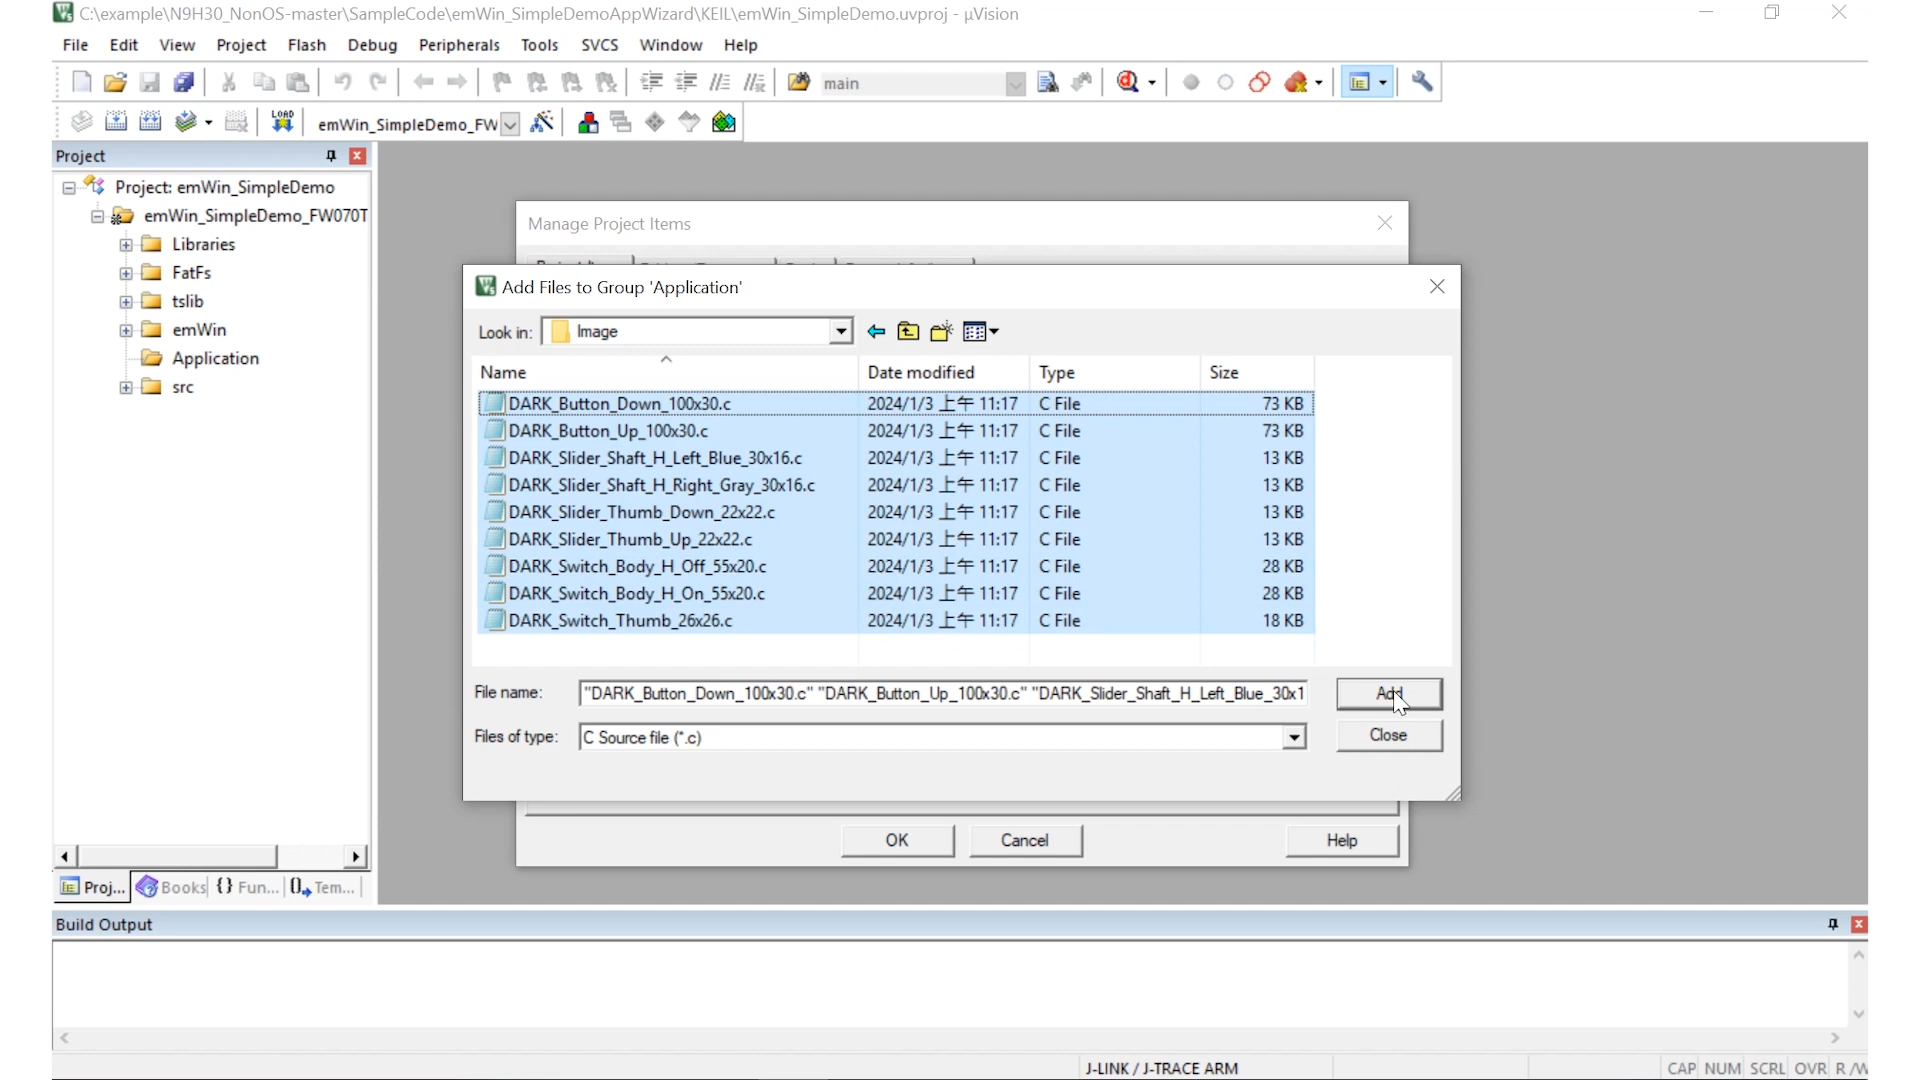 C:\example\N9H30_NonOS-master\SampleCode\emWin_SimpleDemoAppWizard\KEIL\emWin_SimpleDemo.uvproj - µVision
File Edit View Project Flash Debug Peripherals Tools SVCS Window Help
main
LOAD emWin_SimpleDemo_FW
Project
Project: emWin_SimpleDemo
emWin_SimpleDemo_FW070T
Libraries
FatFs
tslib
emWin
Application
src
Manage Project Items
Add Files to Group 'Application'
Look in: Image
Name Date modified Type Size
DARK_Button_Down_100x30.c 2024/1/3 上午 11:17 C File 73 KB
DARK_Button_Up_100x30.c 2024/1/3 上午 11:17 C File 73 KB
DARK_Slider_Shaft_H_Left_Blue_30x16.c 2024/1/3 上午 11:17 C File 13 KB
DARK_Slider_Shaft_H_Right_Gray_30x16.c 2024/1/3 上午 11:17 C File 13 KB
DARK_Slider_Thumb_Down_22x22.c 2024/1/3 上午 11:17 C File 13 KB
DARK_Slider_Thumb_Up_22x22.c 2024/1/3 上午 11:17 C File 13 KB
DARK_Switch_Body_H_Off_55x20.c 2024/1/3 上午 11:17 C File 28 KB
DARK_Switch_Body_H_On_55x20.c 2024/1/3 上午 11:17 C File 28 KB
DARK_Switch_Thumb_26x26.c 2024/1/3 上午 11:17 C File 18 KB
File name: "DARK_Button_Down_100x30.c" "DARK_Button_Up_100x30.c" "DARK_Slider_Shaft_H_Left_Blue_30x1 Add
Files of type: C Source file (*.c) Close
OK Cancel Help
Proj... Books {} Fun... Tem...
Build Output
J-LINK / J-TRACE ARM CAP NUM SCRL OVR R /W